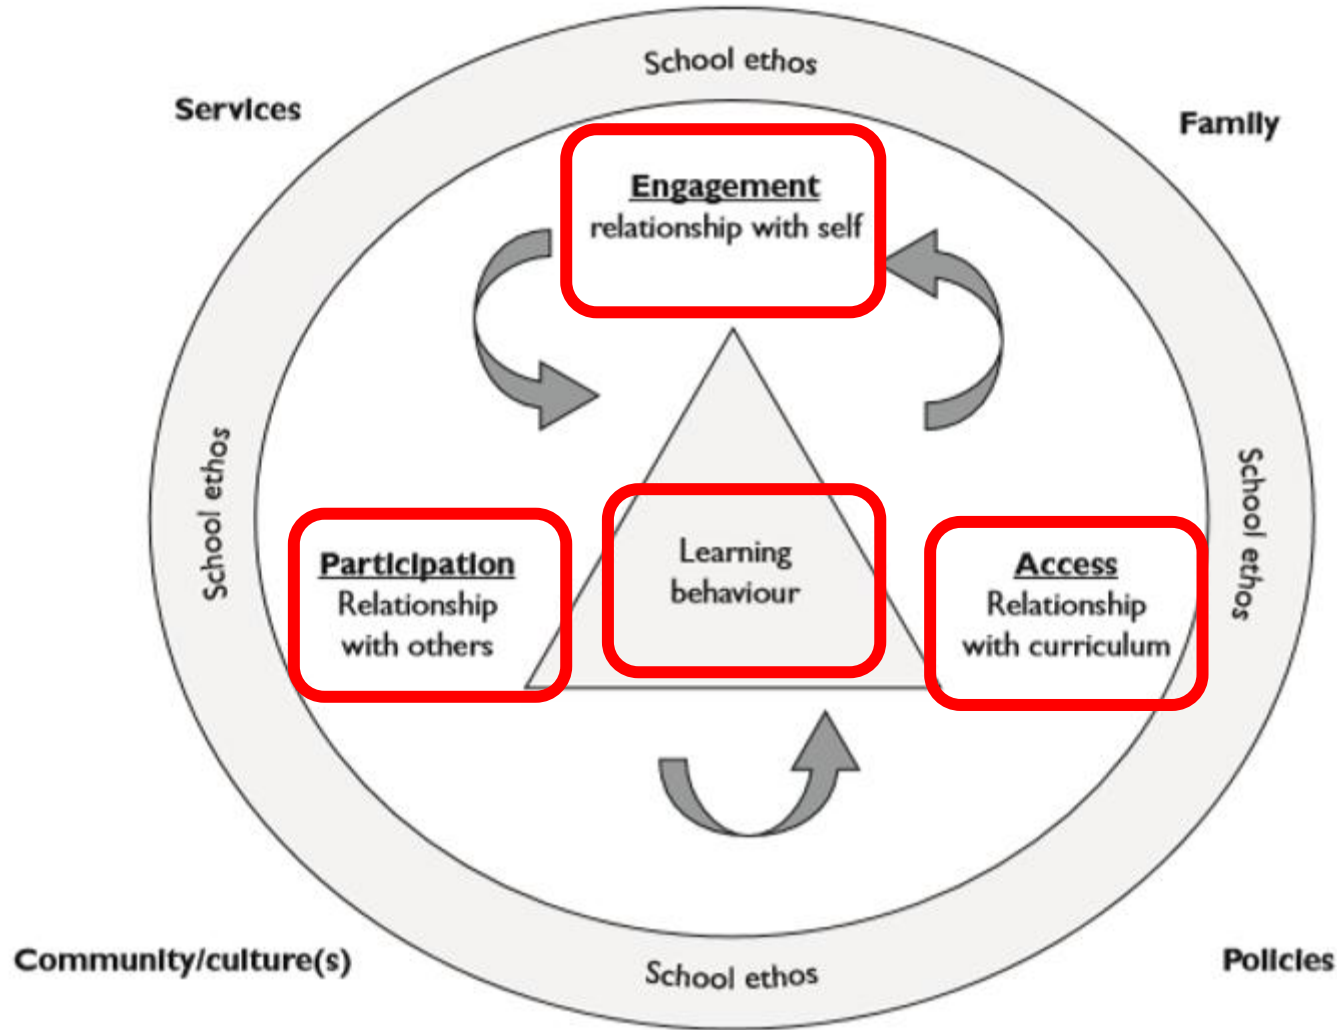 School ethos
Services
Family
Engagement
relationship with self
School ethos
School ethos
Participation
Relationship
with others
Learning
behaviour
Access
Relationship
with curriculum
Community/culture(s)
School ethos
Policies